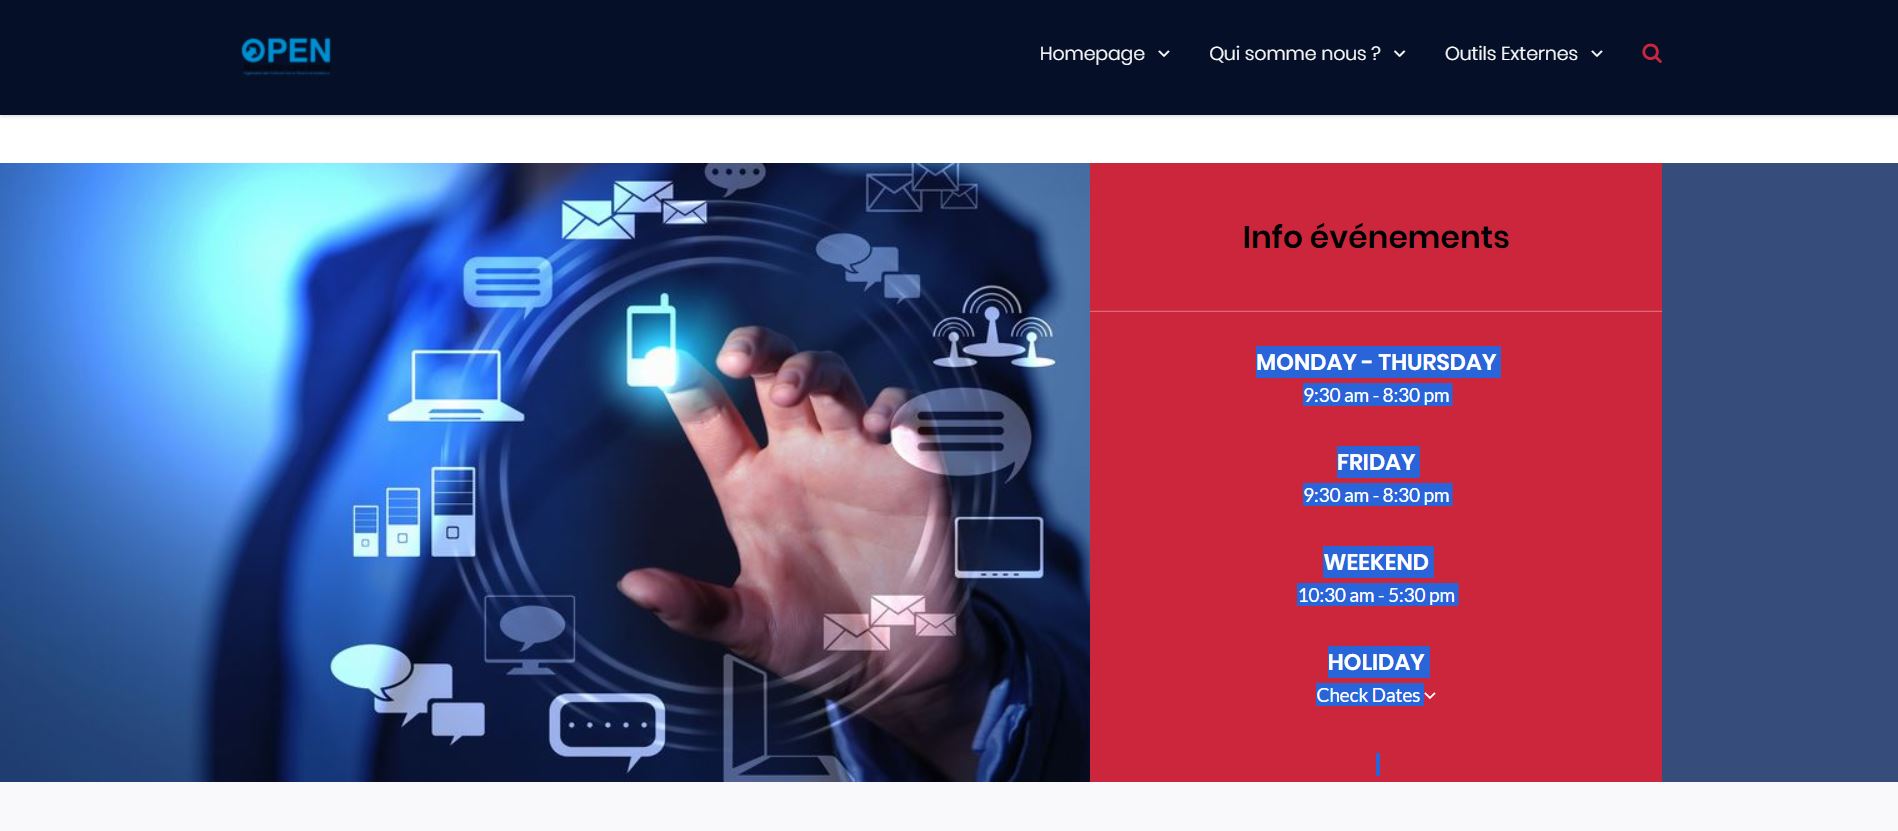 OPEN
Homepage
Qui somme nous ?
Outils Externes
Info événements
MONDAY - THURSDAY
9:30 am - 8:30 pm
FRIDAY
9:30 am - 8:30 pm
WEEKEND
10:30 am - 5:30 pm
HOLIDAY
Check Dates